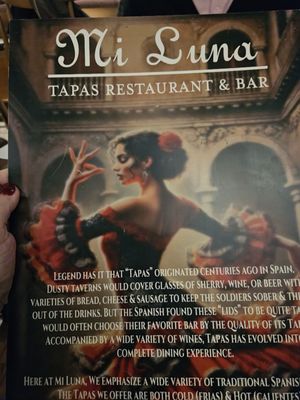 Mi Luna
TAPAS RESTAURANT & BAR
LEGEND HAS IT THAT "TAPAS" ORIGINATED CENTURIES AGO IN SPAIN.
DUSTY TAVERNS WOULD COVER GLASSES OF SHERRY, WINE, OR BEER WITH
VARIETIES OF BREAD, CHEESE & SAUSAGE TO KEEP THE SOLDIERS SOBER & THE
OUT OF THE DRINKS. BUT THE SPANISH FOUND THESE "LIDS" TO BE QUITE
WOULD OFTEN CHOOSE THEIR FAVORITE BAR BY THE QUALITY OF ITS
ACCOMPANIED BY A WIDE VARIETY OF WINES, TAPAS HAS EVOLVED INTO
COMPLETE DINING EXPERIENCE.
HERE AT MI LUNA, WE EMPHASIZE A WIDE VARIETY OF TRADITIONAL
THE TAPAS WE OFFER ARE BOTH COLD (FRIAS) & HOT